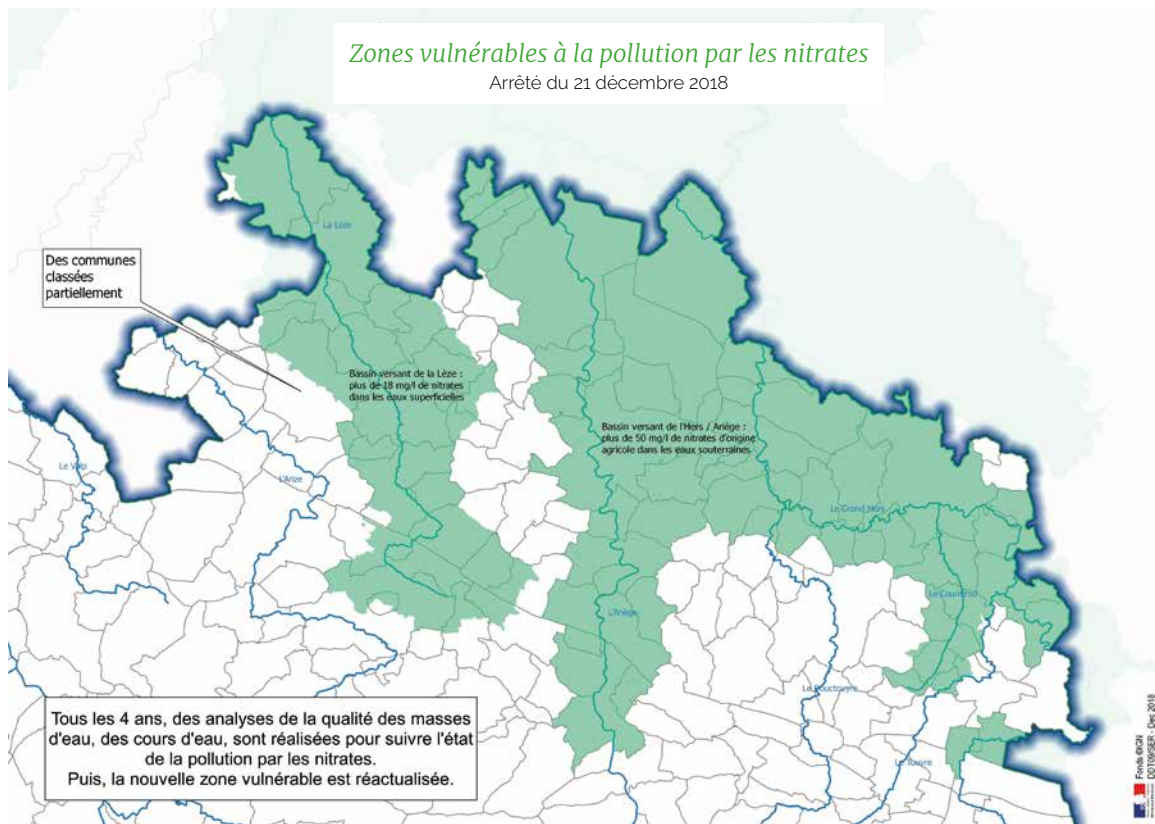 Zones vulnérables à la pollution par les nitrates
Arrêté du 21 décembre 2018
La Lèze
Des communes
classées
partiellement
Bassin versant de la Lèze :
plus de 18 mg/l de nitrates
dans les eaux superficielles
Bassin versant de l'Hers / Ariège :
plus de 50 mg/l de nitrates d'origine
agricole dans les eaux souterraines
Le Volp
L'Arize
Le Grand Hers
L'Ariège
Le Douctouyre
Le Touyre
Tous les 4 ans, des analyses de la qualité des masses
d'eau, des cours d'eau, sont réalisées pour suivre l'état
de la pollution par les nitrates.
Puis, la nouvelle zone vulnérable est réactualisée.
Fonds ©IGN
DDT09/SER - Dec 2018